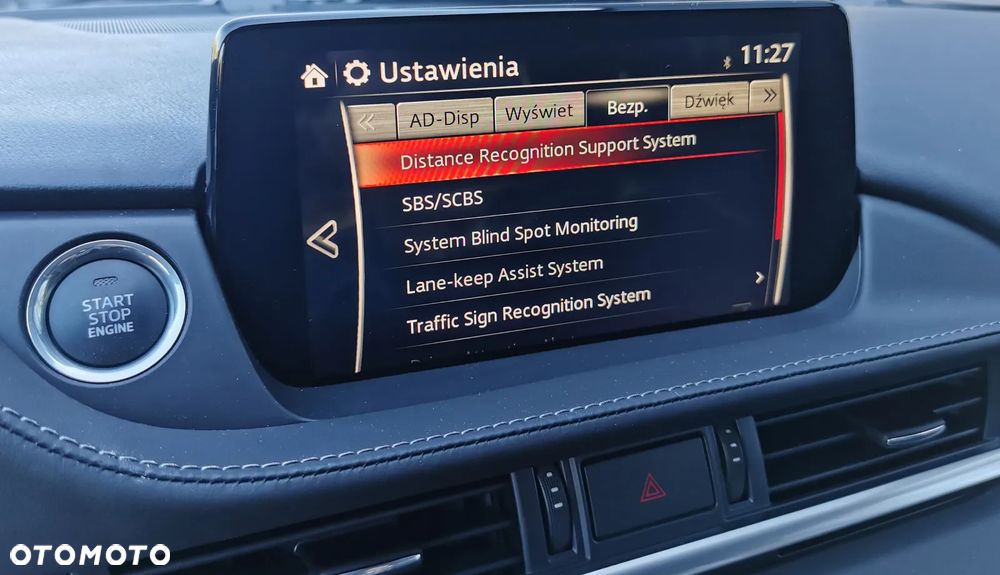 Ustawienia
11:27
AD-Disp
Wyświet
Bezp.
Dźwięk
Distance Recognition Support System
SBS/SCBS
System Blind Spot Monitoring
Lane-keep Assist System
Traffic Sign Recognition System
START
STOP
ENGINE
OTOMOTO